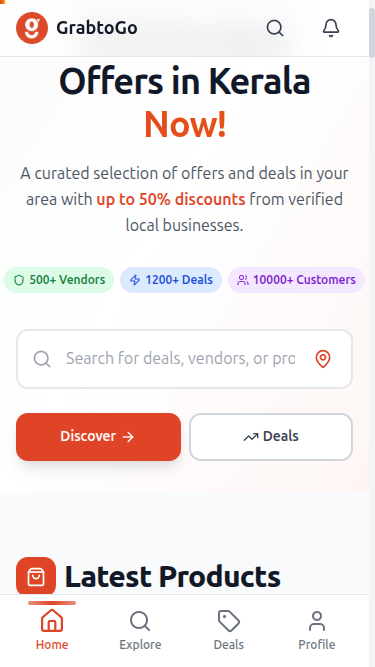 GrabtoGo
Offers in Kerala
Now!
A curated selection of offers and deals in your
area with up to 50% discounts from verified
local businesses.
500+ Vendors 1200+ Deals 10000+ Customers
Search for deals, vendors, or pro
Discover → Deals
Latest Products
Home Explore Deals Profile